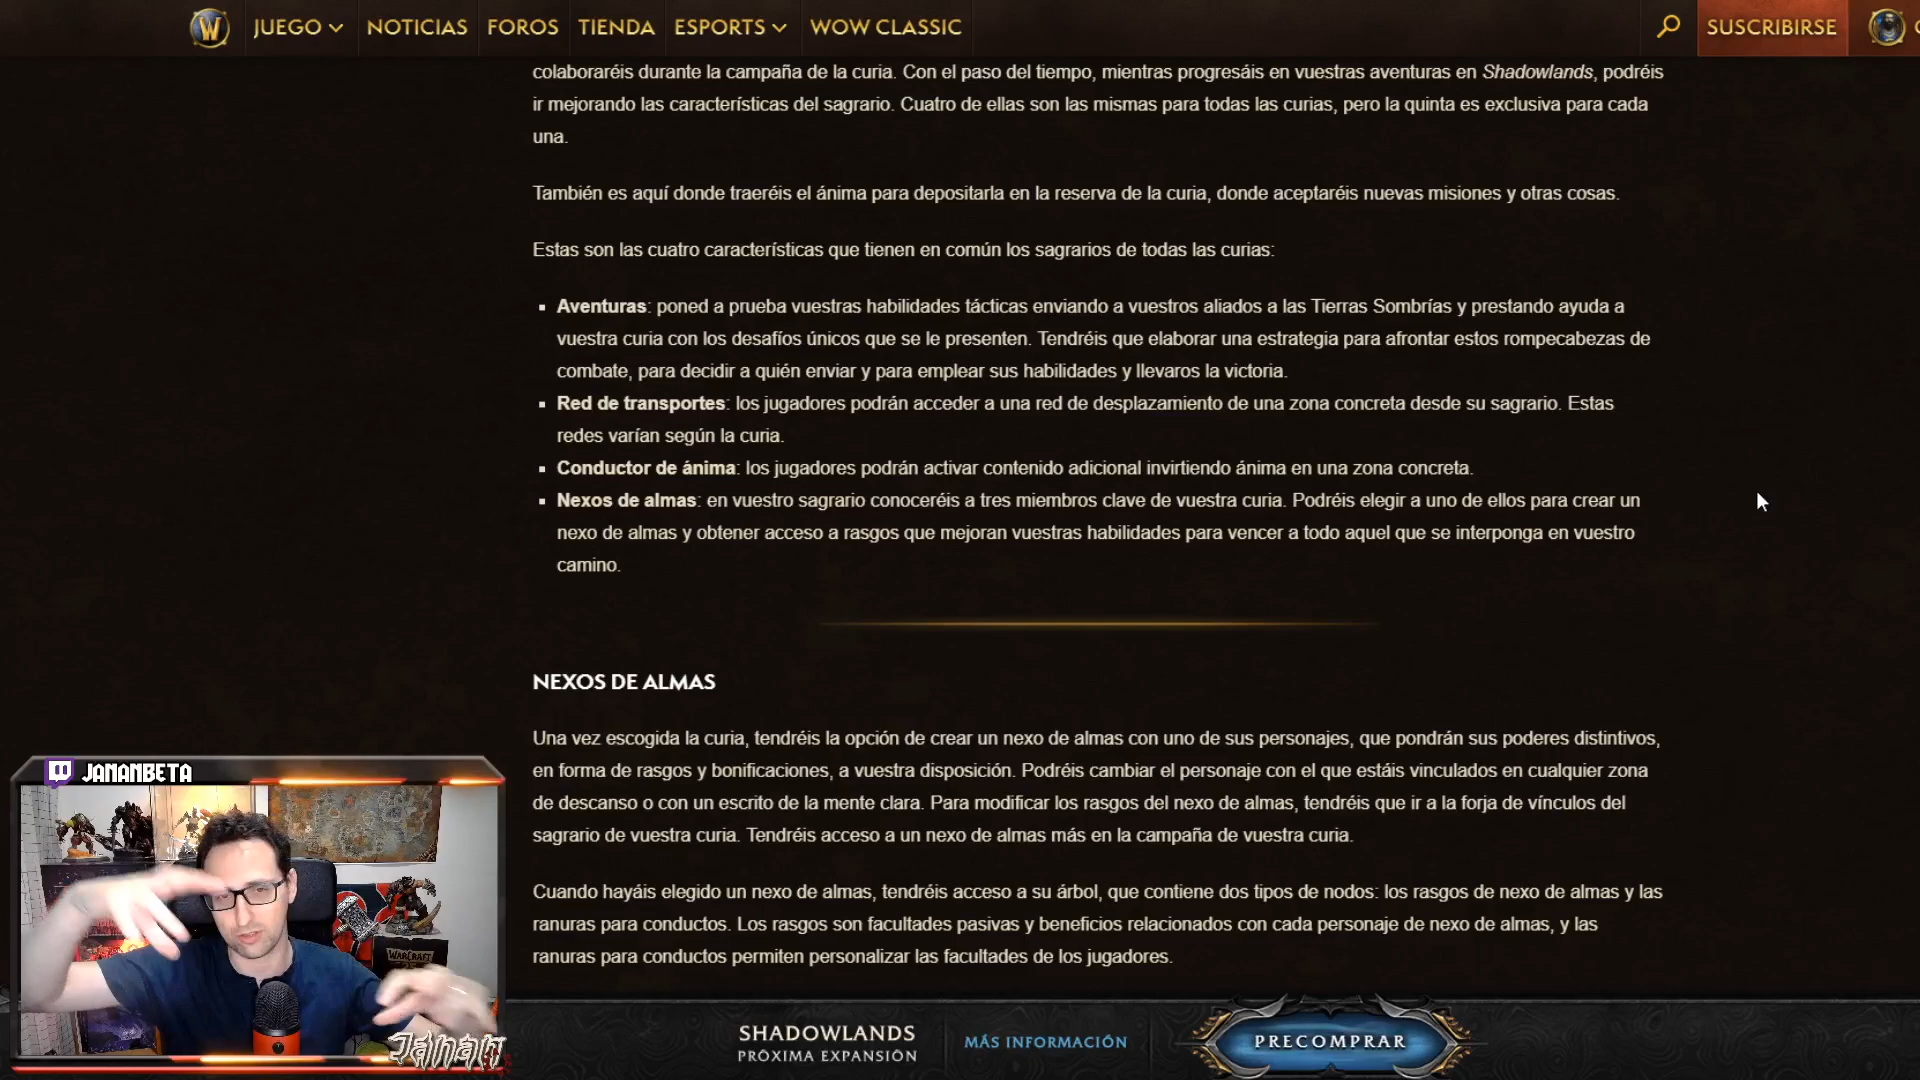 JUEGO NOTICIAS FOROS TIENDA ESPORTS WOW CLASSIC SUSCRIBIRSE
colaboraréis durante la campaña de la curia. Con el paso del tiempo, mientras progresáis en vuestras aventuras en Shadowlands, podréis
ir mejorando las características del sagrario. Cuatro de ellas son las mismas para todas las curias, pero la quinta es exclusiva para cada
una.
También es aquí donde traeréis el ánima para depositarla en la reserva de la curia, donde aceptaréis nuevas misiones y otras cosas.
Estas son las cuatro características que tienen en común los sagrarios de todas las curias:
▪ Aventuras: poned a prueba vuestras habilidades tácticas enviando a vuestros aliados a las Tierras Sombrías y prestando ayuda a
vuestra curia con los desafíos únicos que se le presenten. Tendréis que elaborar una estrategia para afrontar estos rompecabezas de
combate, para decidir a quién enviar y para emplear sus habilidades y llevaros la victoria.
▪ Red de transportes: los jugadores podrán acceder a una red de desplazamiento de una zona concreta desde su sagrario. Estas
redes varían según la curia.
▪ Conductor de ánima: los jugadores podrán activar contenido adicional invirtiendo ánima en una zona concreta.
▪ Nexos de almas: en vuestro sagrario conoceréis a tres miembros clave de vuestra curia. Podréis elegir a uno de ellos para crear un
nexo de almas y obtener acceso a rasgos que mejoran vuestras habilidades para vencer a todo aquel que se interponga en vuestro
camino.
NEXOS DE ALMAS
Una vez escogida la curia, tendréis la opción de crear un nexo de almas con uno de sus personajes, que pondrán sus poderes distintivos,
en forma de rasgos y bonificaciones, a vuestra disposición. Podréis cambiar el personaje con el que estáis vinculados en cualquier zona
de descanso o con un escrito de la mente clara. Para modificar los rasgos del nexo de almas, tendréis que ir a la forja de vínculos del
sagrario de vuestra curia. Tendréis acceso a un nexo de almas más en la campaña de vuestra curia.
Cuando hayáis elegido un nexo de almas, tendréis acceso a su árbol, que contiene dos tipos de nodos: los rasgos de nexo de almas y las
ranuras para conductos. Los rasgos son facultades pasivas y beneficios relacionados con cada personaje de nexo de almas, y las
ranuras para conductos permiten personalizar las facultades de los jugadores.
JANANBETA
WARCRAFT
Janan
SHADOWLANDS
PRÓXIMA EXPANSIÓN
MÁS INFORMACIÓN
PRECOMPRAR